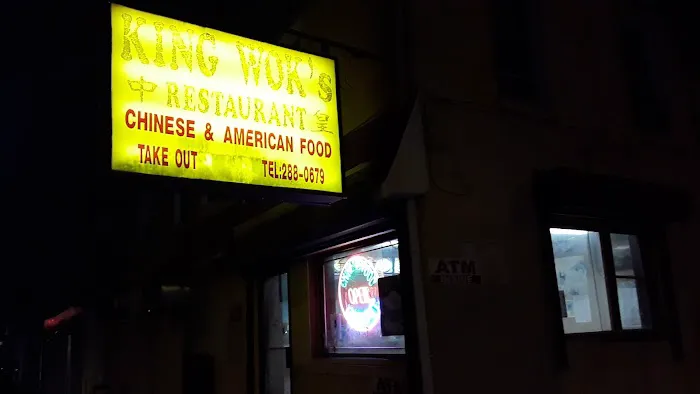 KING WOK'S
中 RESTAURANT 皇
CHINESE & AMERICAN FOOD
TAKE OUT TEL:288-0679
OPEN
ATM